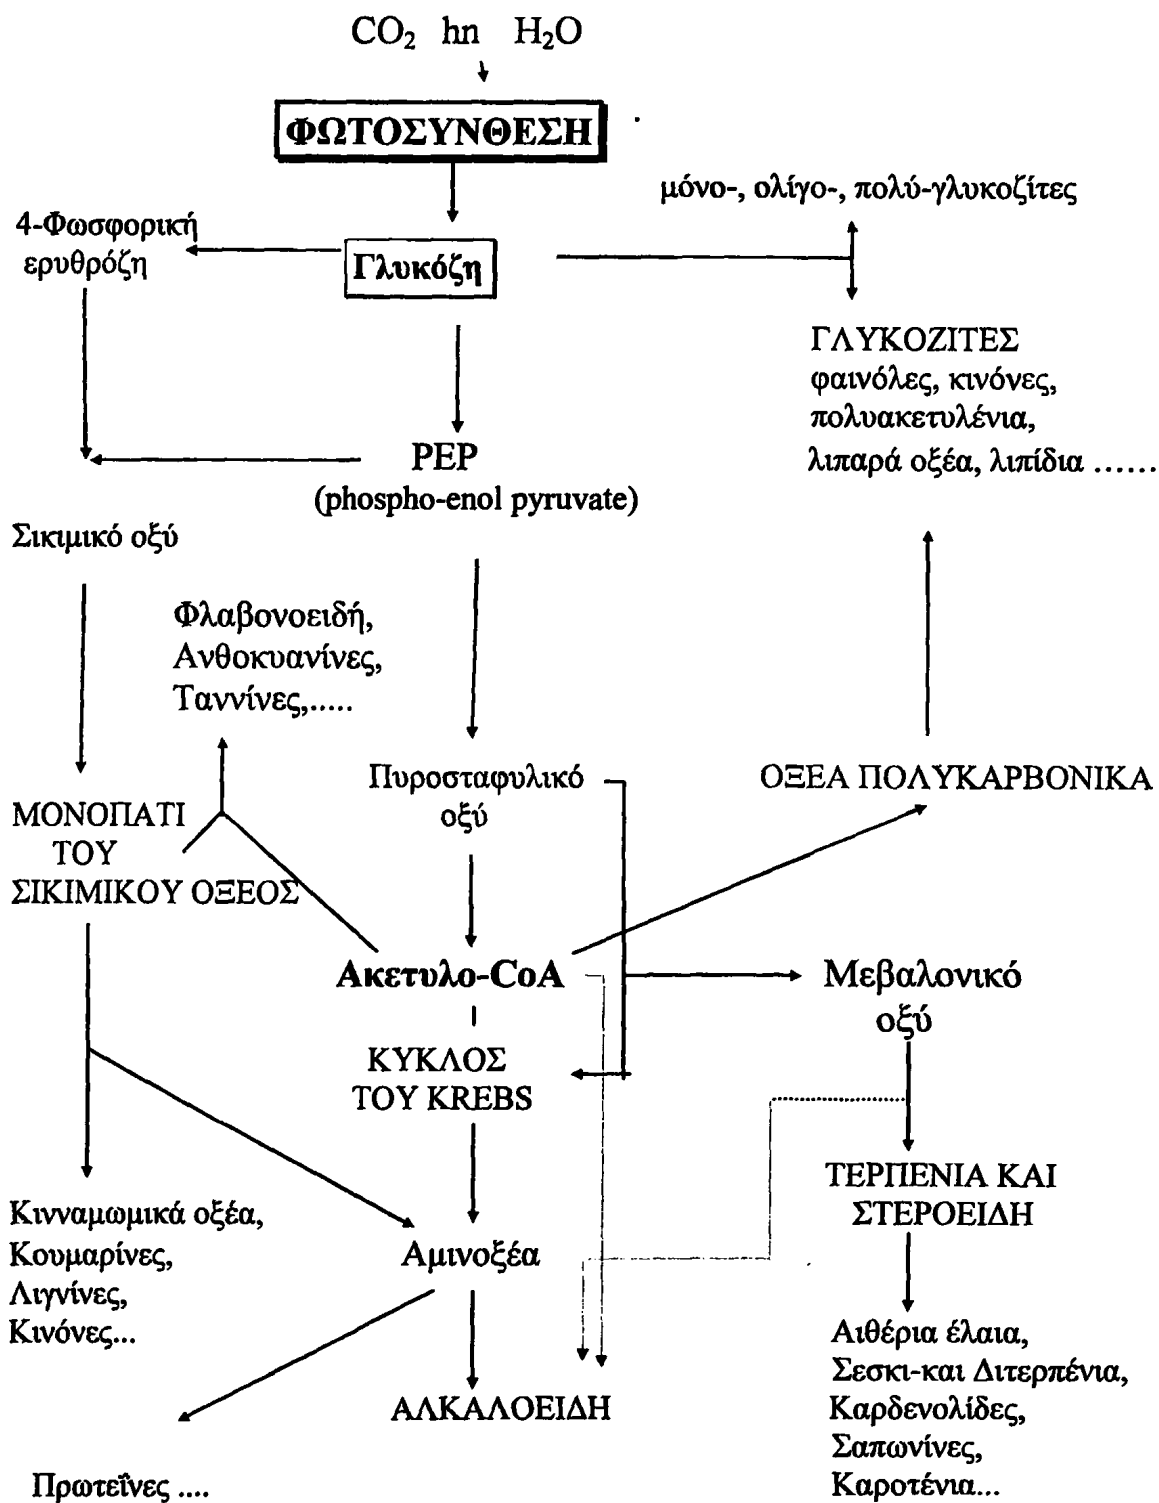 CO₂ hn H₂O
ΦΩΤΟΣΥΝΘΕΣΗ
μόνο-, ολίγο-, πολύ-γλυκοζίτες
4-Φωσφορική
ερυθρόζη
Γλυκόζη
ΓΛΥΚΟΖΙΤΕΣ
φαινόλες, κινόνες,
πολυακετυλένια,
λιπαρά οξέα, λιπίδια ......
PEP
(phospho-enol pyruvate)
Σικιμικό οξύ
Φλαβονοειδή,
Ανθοκυανίνες,
Ταννίνες,.....
Πυροσταφυλικό
οξύ
ΟΞΕΑ ΠΟΛΥΚΑΡΒΟΝΙΚΑ
ΜΟΝΟΠΑΤΙ
ΤΟΥ
ΣΙΚΙΜΙΚΟΥ ΟΞΕΟΣ
Ακετυλο-CoA
Μεβαλονικό
οξύ
ΚΥΚΛΟΣ
ΤΟΥ KREBS
ΤΕΡΠΕΝΙΑ ΚΑΙ
ΣΤΕΡΟΕΙΔΗ
Κινναμωμικά οξέα,
Κουμαρίνες,
Λιγνίνες,
Κινόνες...
Αμινοξέα
Αιθέρια έλαια,
Σεσκι-και Διτερπένια,
Καρδενολίδες,
Σαπωνίνες,
Καροτένια...
ΑΛΚΑΛΟΕΙΔΗ
Πρωτεΐνες ....